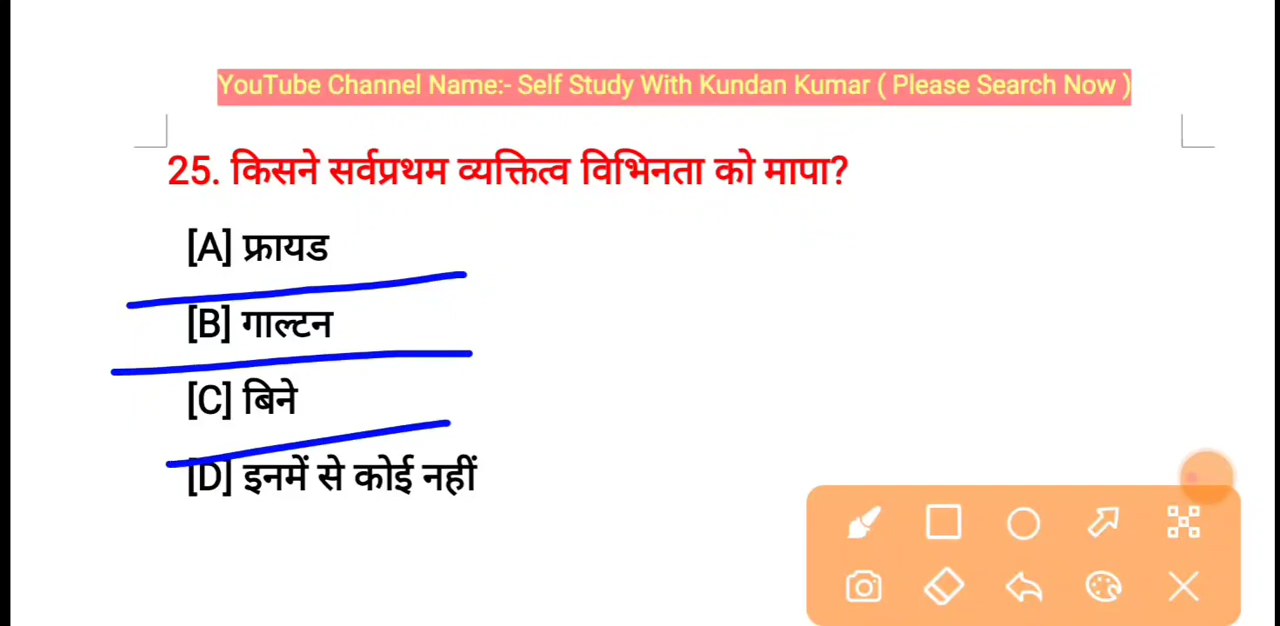 YouTube Channel Name:- Self Study With Kundan Kumar ( Please Search Now )
25. किसने सर्वप्रथम व्यक्तित्व विभिनता को मापा?
[A] फ्रायड
[B] गाल्टन
[C] बिने
[D] इनमें से कोई नहीं